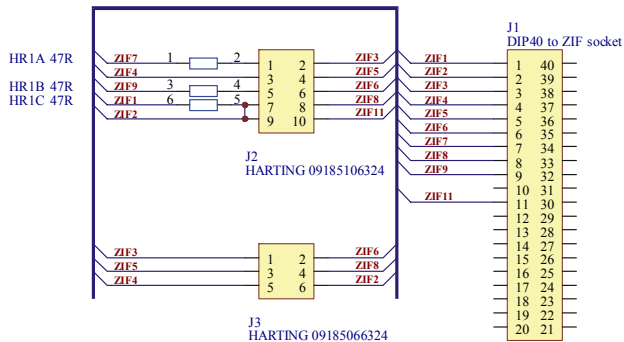 J1
DIP40 to ZIF socket
HR1A 47R ZIF7 1 2 1 2 ZIF3 ZIF1 1 40
ZIF4 3 4 ZIF5 ZIF2 2 39
HR1B 47R ZIF9 3 4 5 6 ZIF6 ZIF3 3 38
HR1C 47R ZIF1 6 5 7 8 ZIF8 ZIF4 4 37
ZIF2 9 10 ZIF11 ZIF5 5 36
ZIF6 6 35
ZIF7 7 34
J2 ZIF8 8 33
HARTING 09185106324 ZIF9 9 32
10 31
ZIF11 11 30
12 29
13 28
14 27
ZIF3 1 2 ZIF6 15 26
ZIF5 3 4 ZIF8 16 25
ZIF4 5 6 ZIF2 17 24
18 23
19 22
20 21
J3
HARTING 09185066324